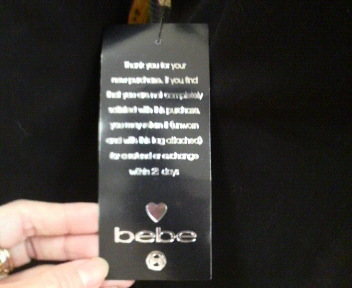 Thank you for your
new purchase. If you find
that you are not completely
satisfied with this purchase,
you may return it (unworn
and with this tag attached)
for a refund or exchange
within 21 days
bebe